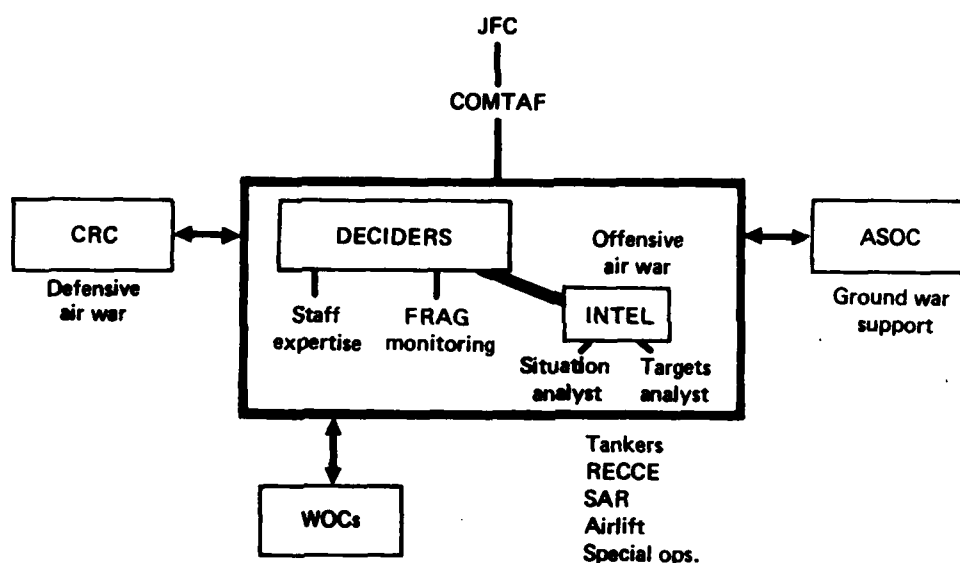 JFC
COMTAF
CRC
Defensive
air war
DECIDERS
Staff
expertise
FRAG
monitoring
Offensive
air war
INTEL
Situation
analyst
Targets
analyst
ASOC
Ground war
support
WOCs
Tankers
RECCE
SAR
Airlift
Special ops.